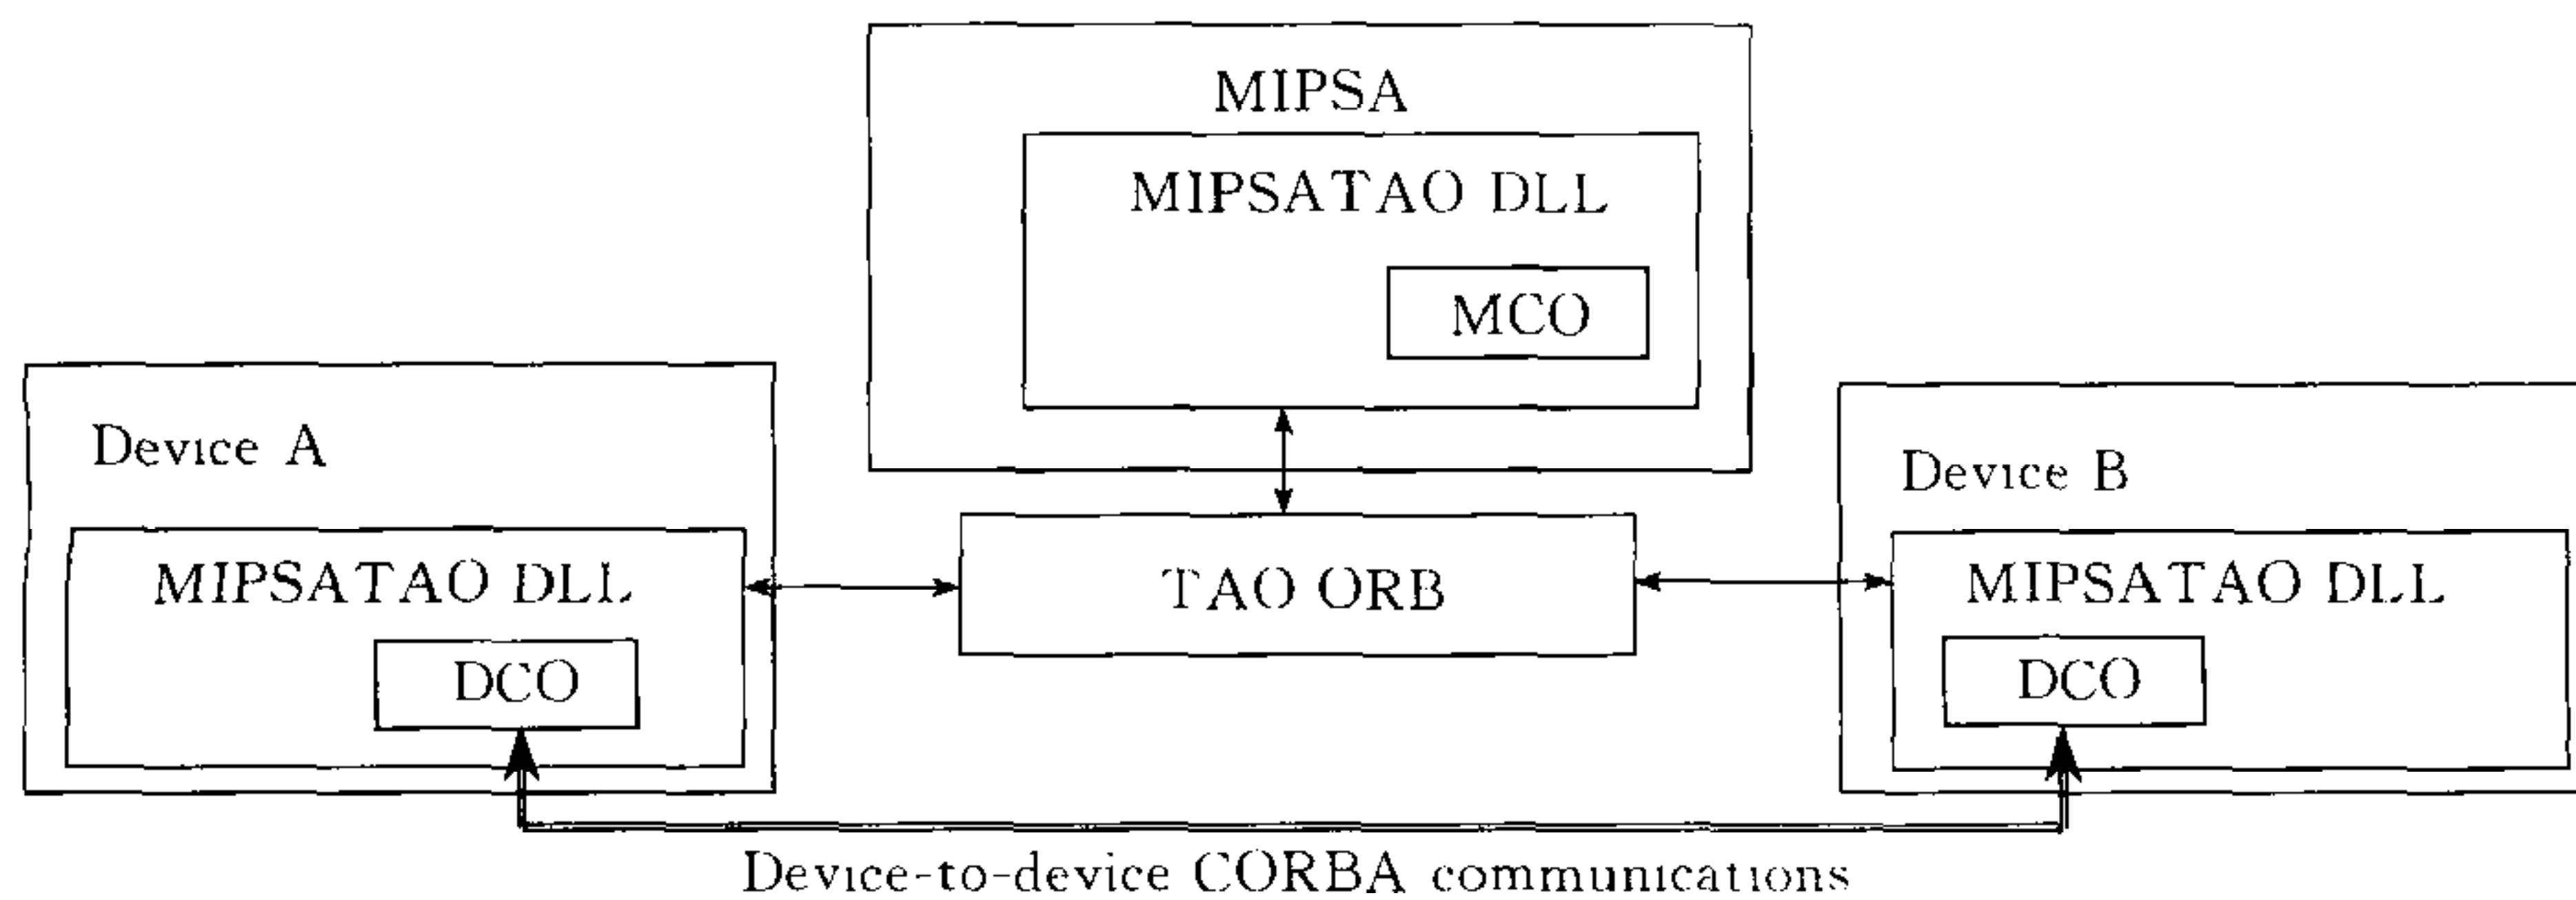 MIPSA
MIPSATAO DLL
MCO
Device A
MIPSATAO DLL
DCO
TAO ORB
Device B
MIPSATAO DLL
DCO
Device-to-device CORBA communications